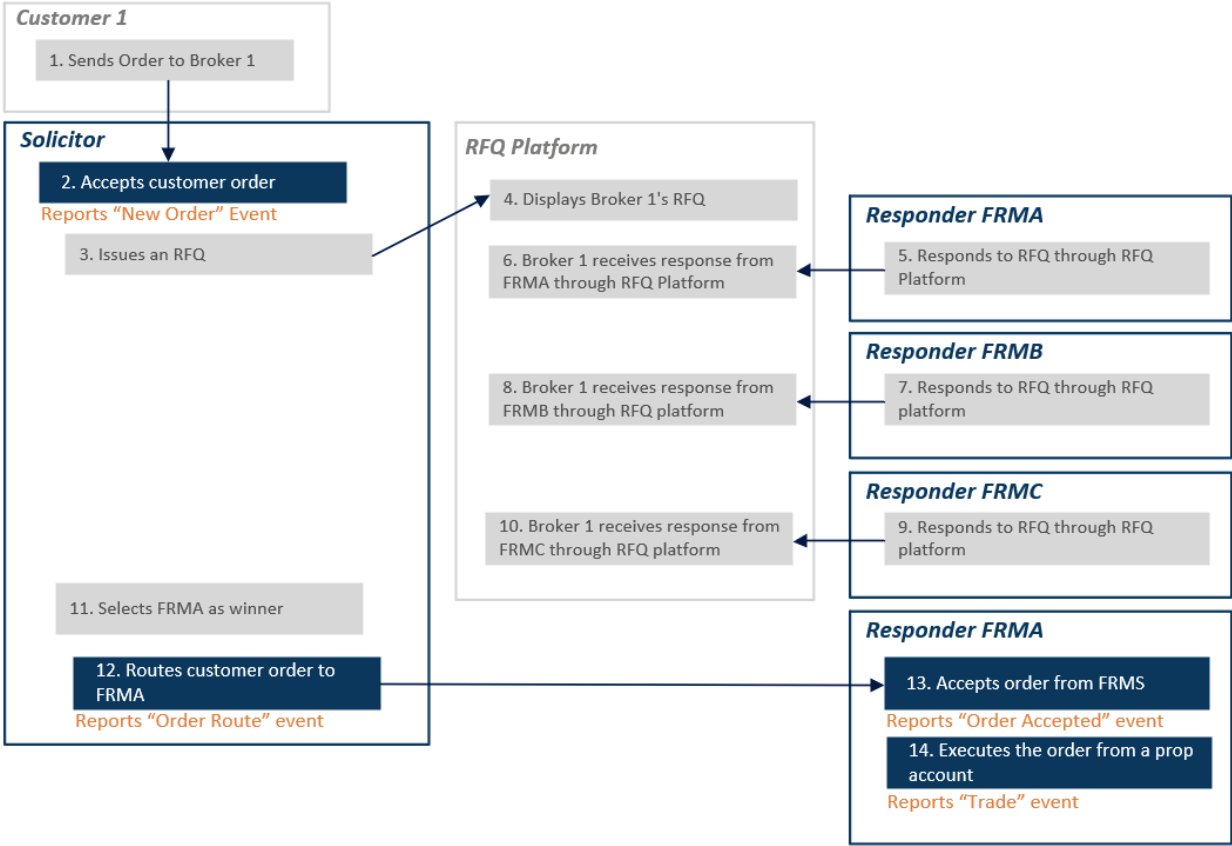 Customer 1
1. Sends Order to Broker 1
Solicitor
2. Accepts customer order
Reports “New Order” Event
3. Issues an RFQ
RFQ Platform
4. Displays Broker 1's RFQ
Responder FRMA
5. Responds to RFQ through RFQ
Platform
6. Broker 1 receives response from
FRMA through RFQ Platform
Responder FRMB
7. Responds to RFQ through RFQ
platform
8. Broker 1 receives response from
FRMB through RFQ platform
Responder FRMC
9. Responds to RFQ through RFQ
platform
10. Broker 1 receives response from
FRMC through RFQ platform
11. Selects FRMA as winner
12. Routes customer order to
FRMA
Reports “Order Route” event
Responder FRMA
13. Accepts order from FRMS
Reports “Order Accepted” event
14. Executes the order from a prop
account
Reports “Trade” event